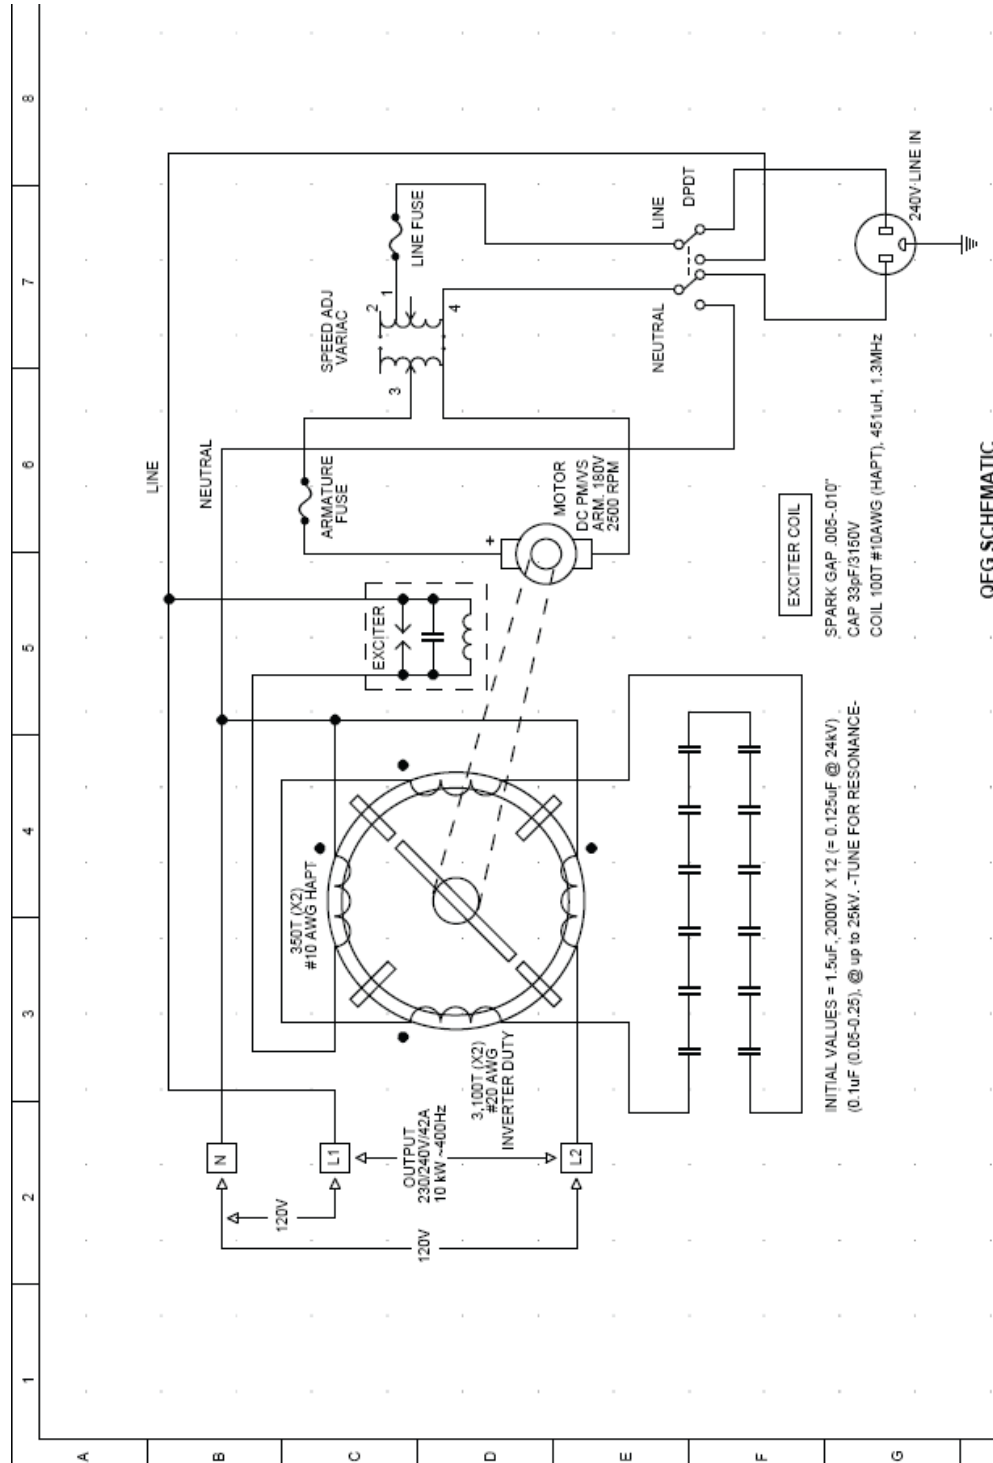 8
7
6
5
4
3
2
1
A
B
C
D
E
F
G
LINE
NEUTRAL
SPEED ADJ
VARIAC
1
2
3
4
LINE FUSE
ARMATURE
FUSE
LINE
DPDT
NEUTRAL
240V LINE IN
MOTOR
DC PM/VS
ARM. 180V
2500 RPM
+
EXCITER
EXCITER COIL
SPARK GAP .005-.010"
CAP 33pF/3150V
COIL 100T #10AWG (HAPT), 451uH, 1.3MHz
350T (X2)
#10 AWG HAPT
3,100T (X2)
#20 AWG
INVERTER DUTY
N
L1
L2
OUTPUT
230/240V/42A
10 kW ~400Hz
120V
120V
INITIAL VALUES = 1.5uF, 2000V X 12 (= 0.125uF @ 24kV)
(0.1uF (0.05-0.25), @ up to 25kV. -TUNE FOR RESONANCE-
QEG SCHEMATIC